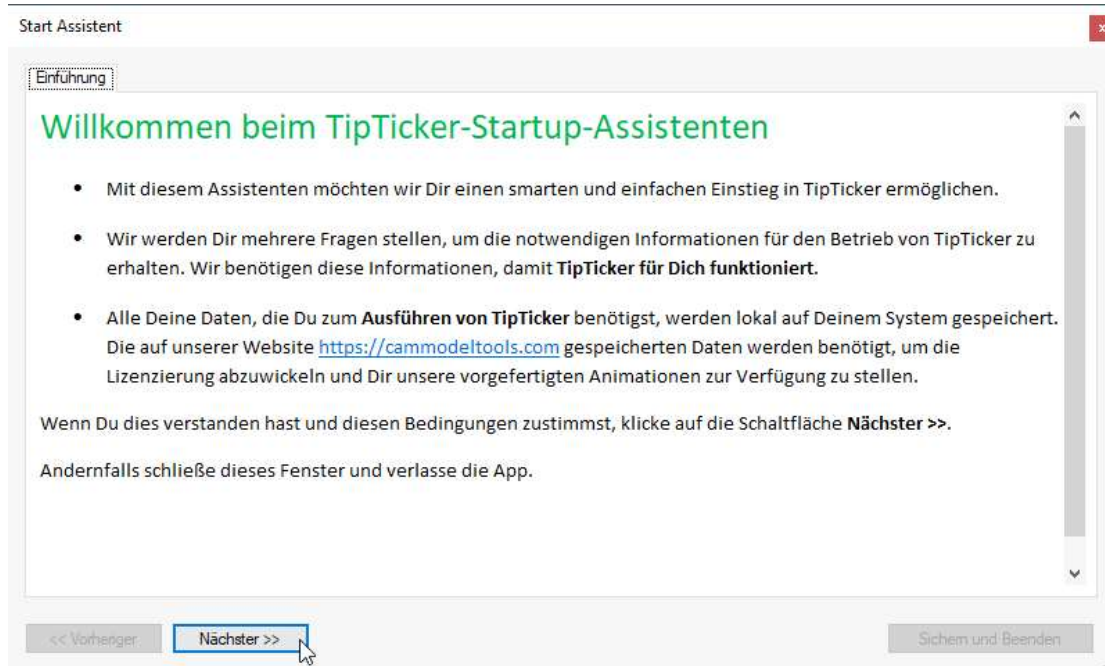 Start Assistent
x
Einführung
Willkommen beim TipTicker-Startup-Assistenten
• Mit diesem Assistenten möchten wir Dir einen smarten und einfachen Einstieg in TipTicker ermöglichen.
• Wir werden Dir mehrere Fragen stellen, um die notwendigen Informationen für den Betrieb von TipTicker zu
erhalten. Wir benötigen diese Informationen, damit TipTicker für Dich funktioniert.
• Alle Deine Daten, die Du zum Ausführen von TipTicker benötigst, werden lokal auf Deinem System gespeichert.
Die auf unserer Website https://cammodeltools.com gespeicherten Daten werden benötigt, um die
Lizenzierung abzuwickeln und Dir unsere vorgefertigten Animationen zur Verfügung zu stellen.
Wenn Du dies verstanden hast und diesen Bedingungen zustimmst, klicke auf die Schaltfläche Nächster >>.
Andernfalls schließe dieses Fenster und verlasse die App.
<< Vorheriger
Nächster >>
Sichern und Beenden